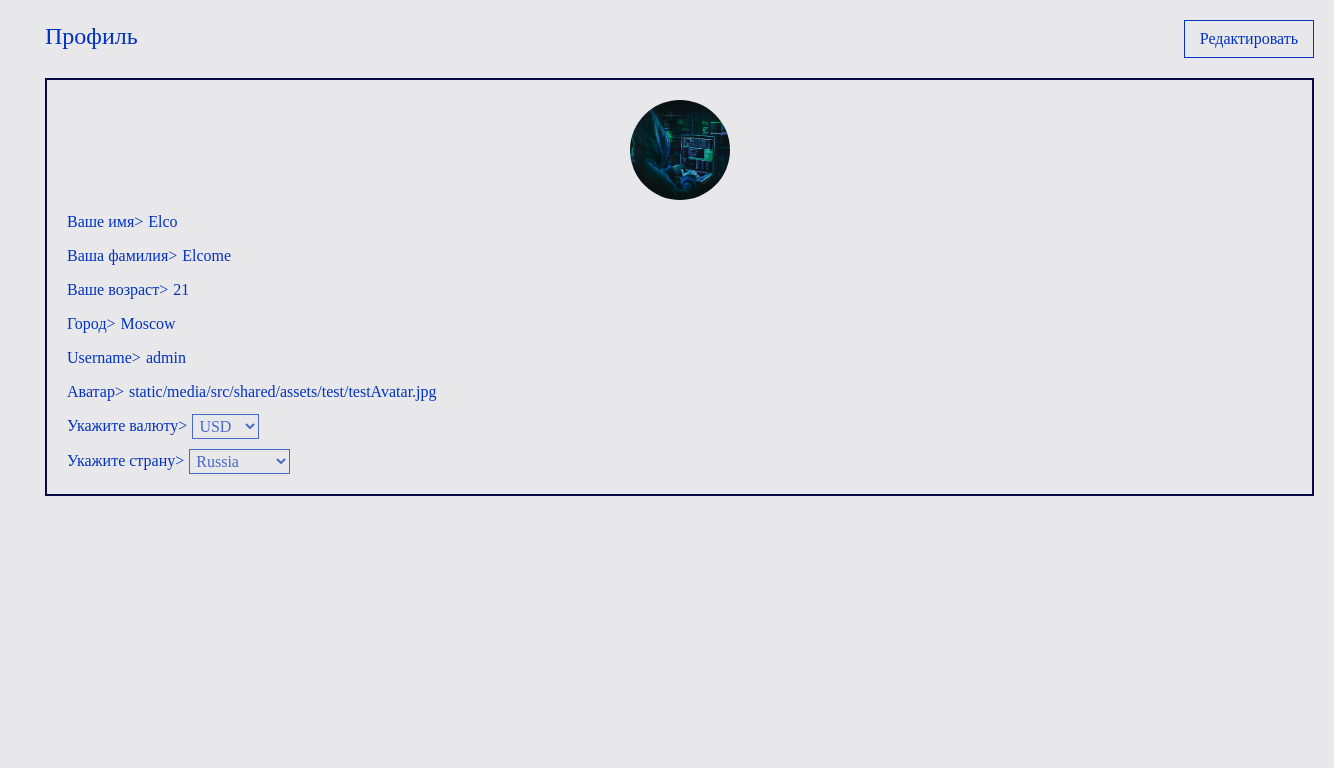 Профиль
Редактировать
Ваше имя> Elco
Ваша фамилия> Elcome
Ваше возраст> 21
Город> Moscow
Username> admin
Аватар> static/media/src/shared/assets/test/testAvatar.jpg
Укажите валюту> USD
Укажите страну> Russia